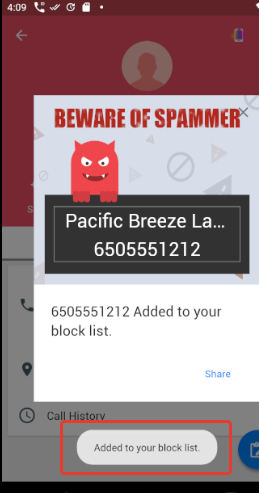 4:09
BEWARE OF SPAMMER
Pacific Breeze La...
6505551212
6505551212 Added to your
block list.
Share
Call History
Added to your block list.